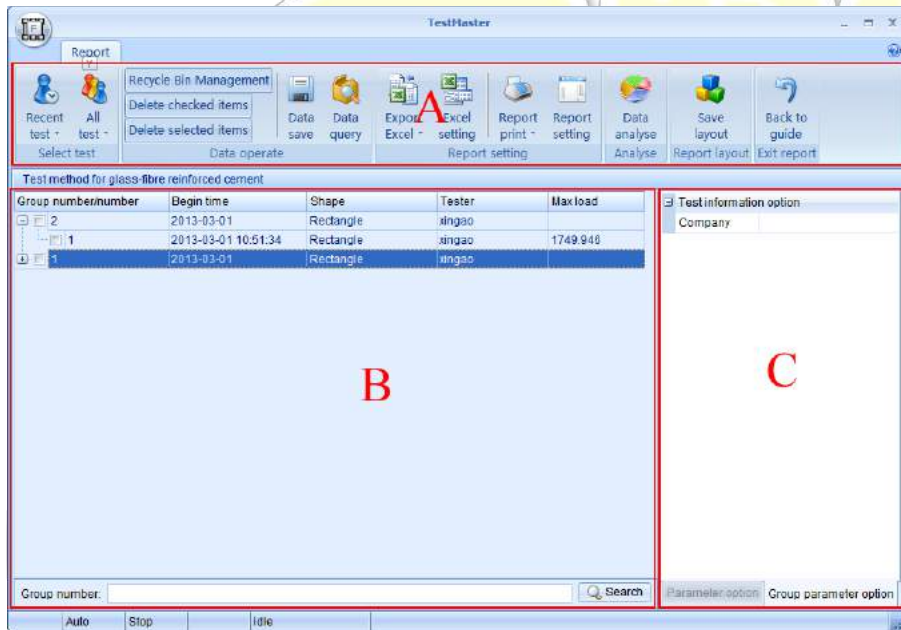 TestMaster
Report
Y
Recent test
All test
Recycle Bin Management
Delete checked items
Delete selected items
Data save
Data query
Export Excel
Excel setting
Report print
Report setting
Data analyse
Save layout
Back to guide
A
Select test
Data operate
Report setting
Analyse
Report layout
Exit report
Test method for glass-fibre reinforced cement
Group number/number Begin time Shape Tester Max load
2 2013-03-01 Rectangle xingao
1 2013-03-01 10:51:34 Rectangle xingao 1749.946
1 2013-03-01 Rectangle xingao
B
Group number: Search
Test information option
Company
C
Parameter option Group parameter option
Auto Stop Idle